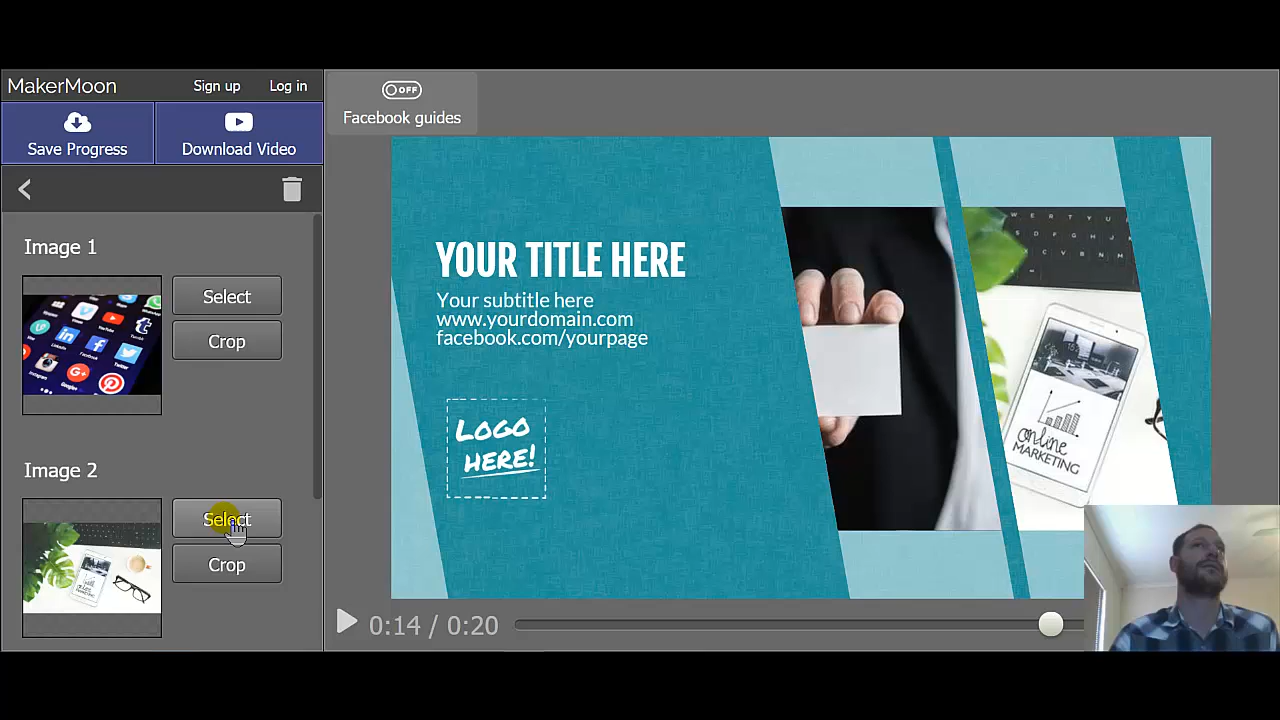 MakerMoon
Sign up
Log in
Save Progress
Download Video
OFF
Facebook guides
Image 1
Select
Crop
Image 2
Select
Crop
YOUR TITLE HERE
Your subtitle here
www.yourdomain.com
facebook.com/yourpage
LOGO
HERE!
online
MARKETING
0:14 / 0:20